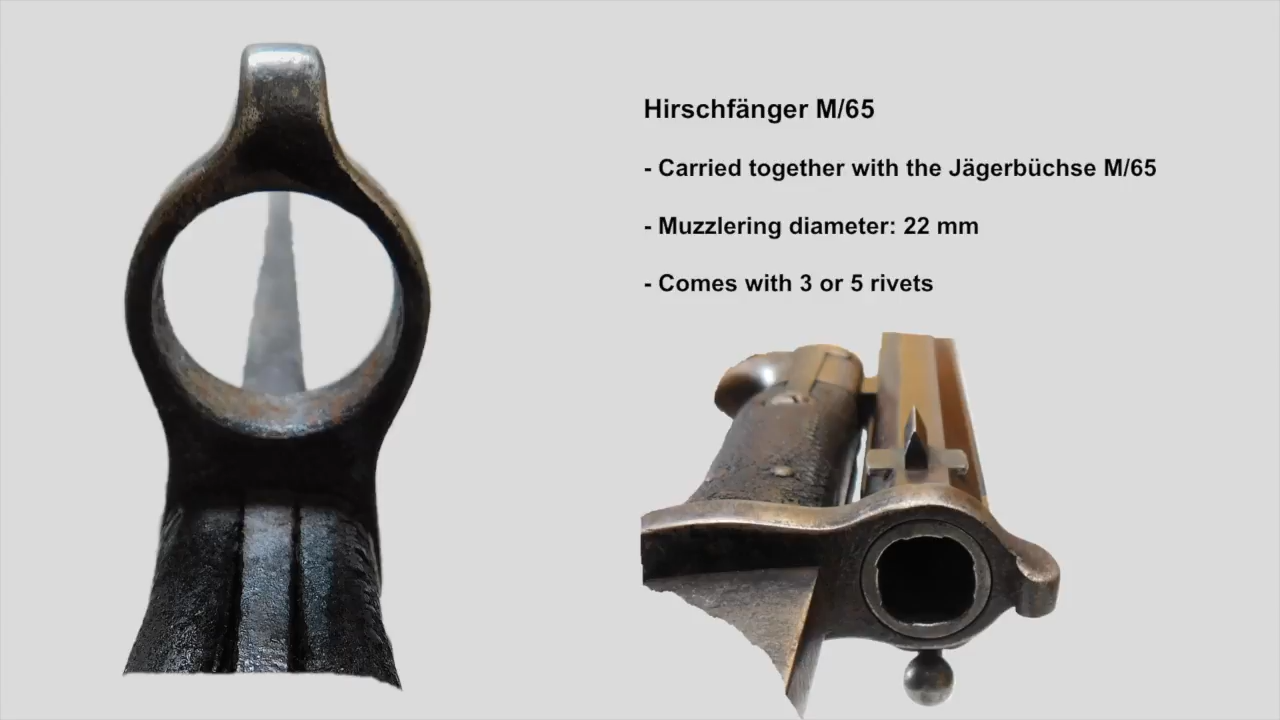 Hirschfänger M/65
- Carried together with the Jägerbüchse M/65
- Muzzlering diameter: 22 mm
- Comes with 3 or 5 rivets